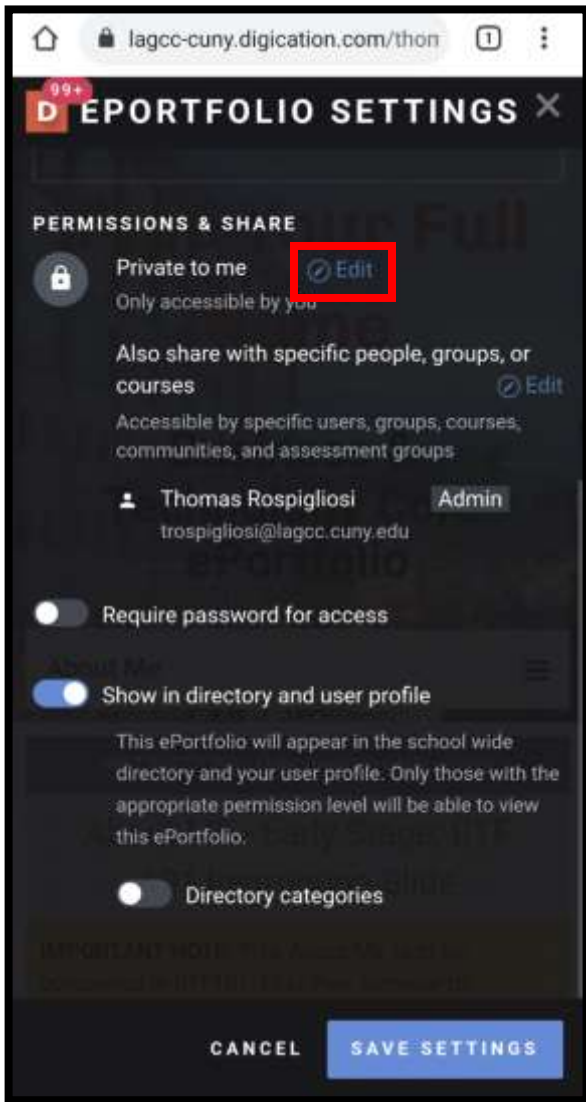 lagcc-cuny.digication.com/thon
1
99+
D EPORTFOLIO SETTINGS
PERMISSIONS & SHARE
Private to me Edit
Only accessible by you
Also share with specific people, groups, or
courses Edit
Accessible by specific users, groups, courses,
communities, and assessment groups
Thomas Rospigliosi Admin
trospigliosi@lagcc.cuny.edu
ePortfolio
Require password for access
About Me
Show in directory and user profile
This ePortfolio will appear in the school wide
directory and your user profile. Only those with the
appropriate permission level will be able to view
this ePortfolio.
Directory categories
CANCEL SAVE SETTINGS